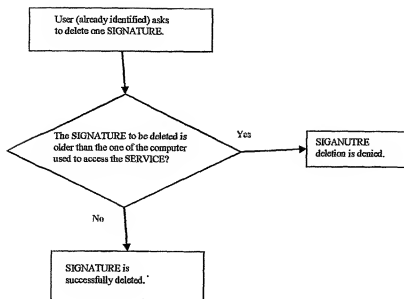 User (already identified) asks
to delete one SIGNATURE.
The SIGNATURE to be deleted is
older than the one of the computer
used to access the SERVICE?
Yes
SIGANUTRE
deletion is denied.
No
SIGNATURE is
successfully deleted.